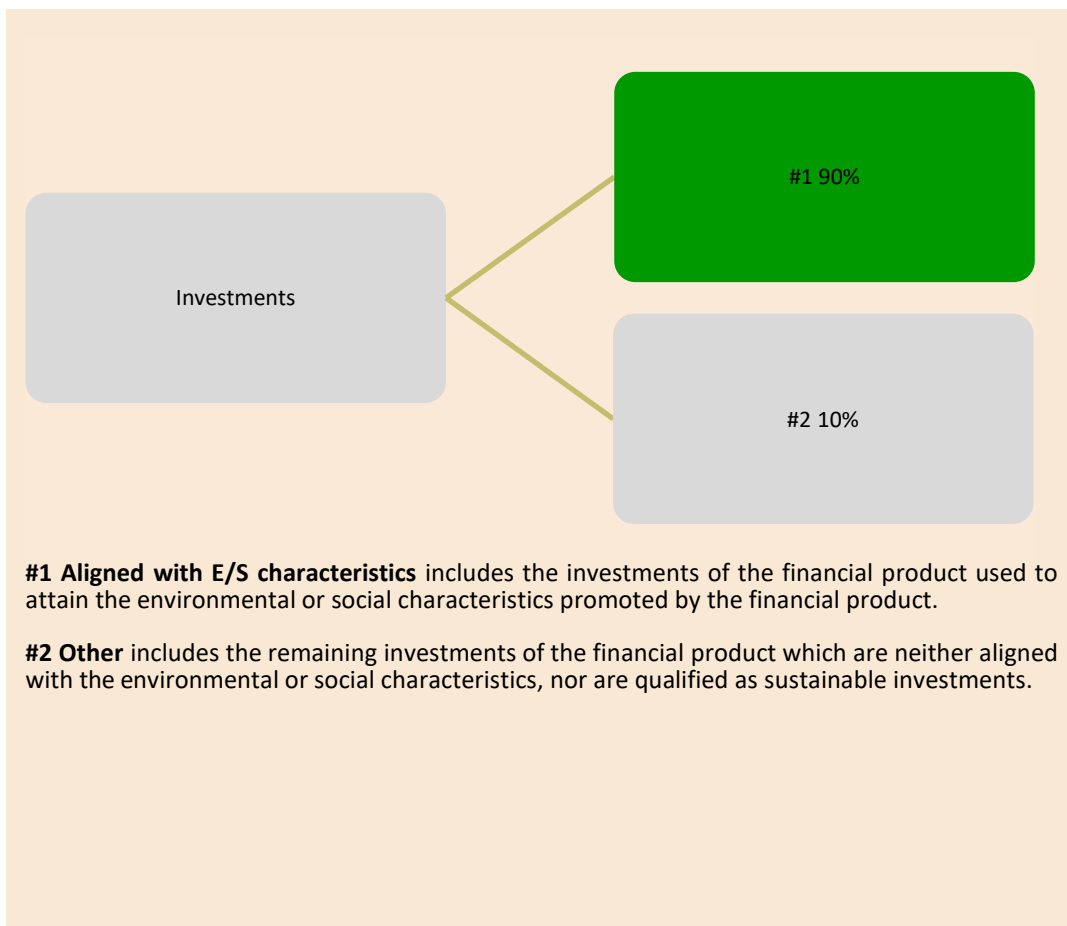 #1 90%
Investments
#2 10%
#1 Aligned with E/S characteristics includes the investments of the financial product used to
attain the environmental or social characteristics promoted by the financial product.
#2 Other includes the remaining investments of the financial product which are neither aligned
with the environmental or social characteristics, nor are qualified as sustainable investments.